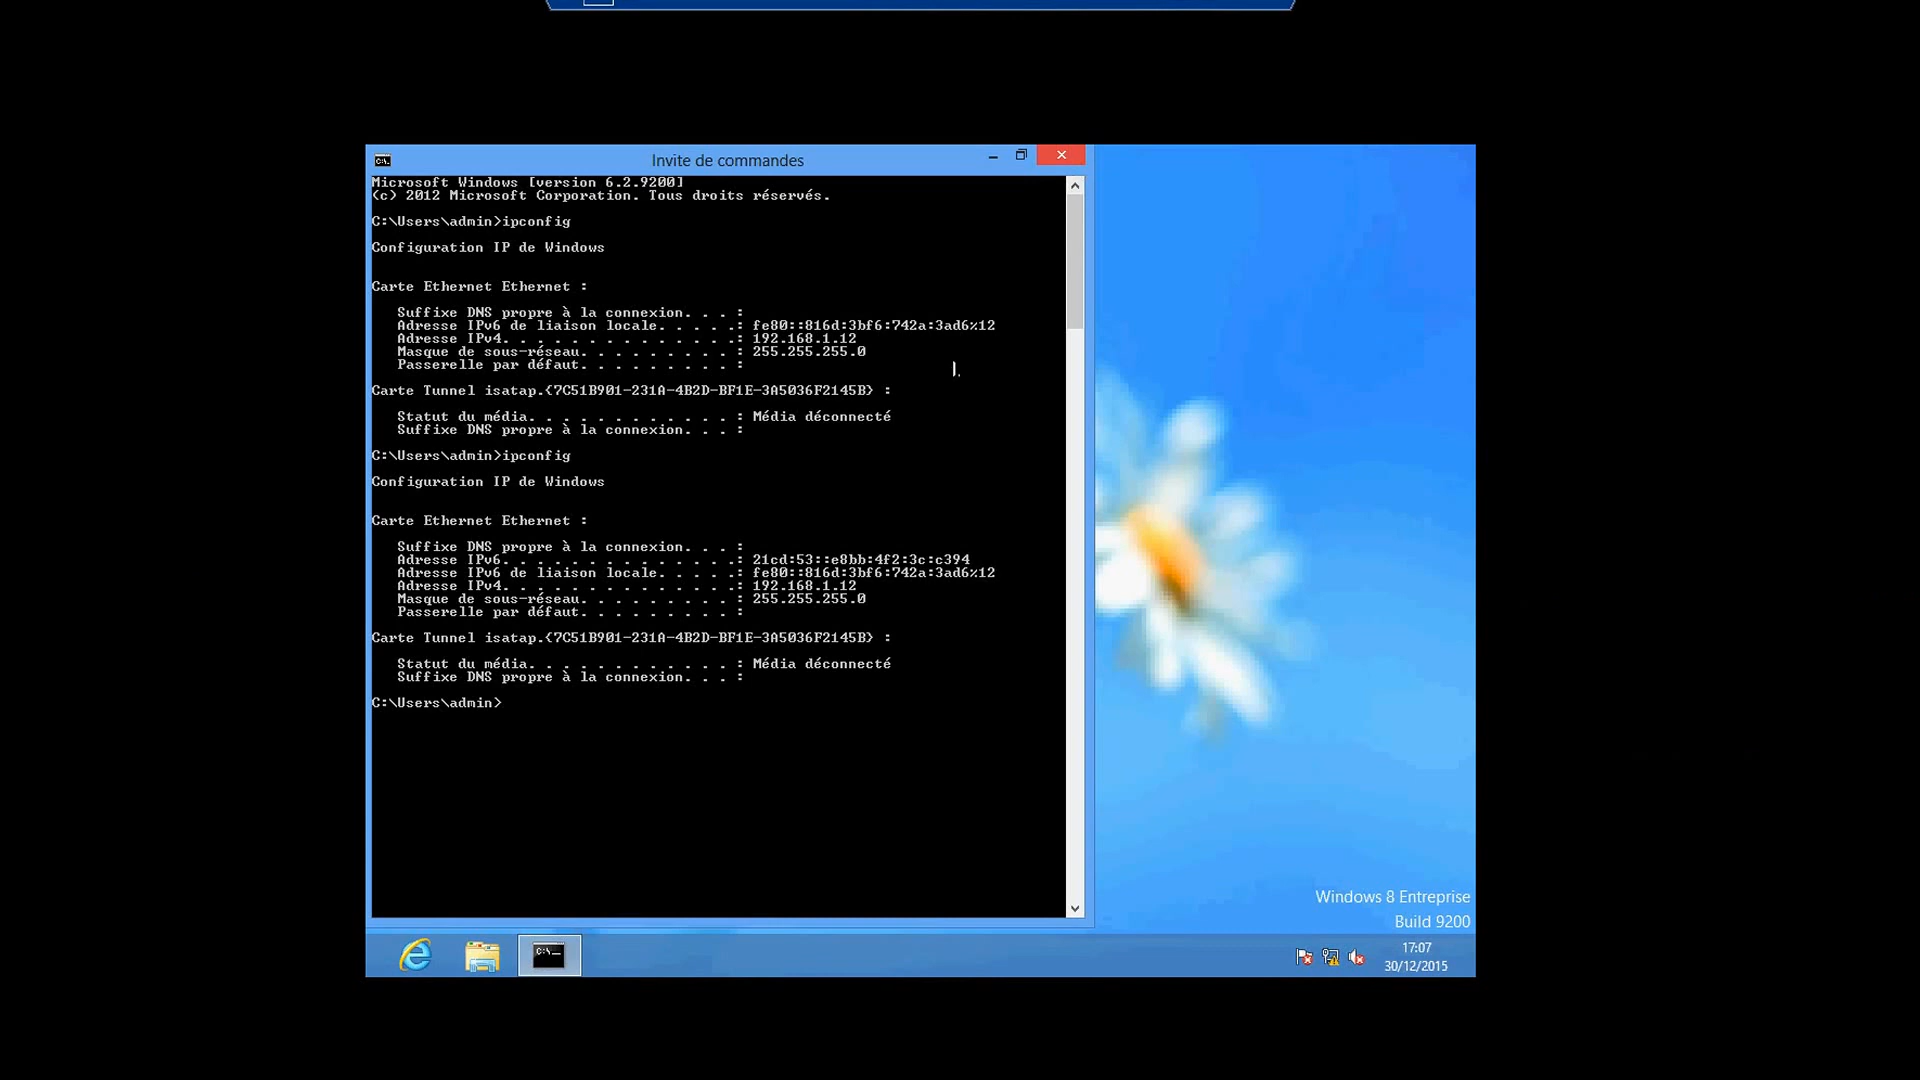 Invite de commandes
Microsoft Windows [version 6.2.9200]
(c) 2012 Microsoft Corporation. Tous droits réservés.
C:\Users\admin>ipconfig
Configuration IP de Windows
Carte Ethernet Ethernet :
Suffixe DNS propre à la connexion. . . :
Adresse IPv6 de liaison locale. . . . .: fe80::816d:3bf6:742a:3ad6%12
Adresse IPv4. . . . . . . . . . . . . .: 192.168.1.12
Masque de sous-réseau. . . . . . . . . : 255.255.255.0
Passerelle par défaut. . . . . . . . . :
Carte Tunnel isatap.{7C51B901-231A-4B2D-BF1E-3A5036F2145B} :
Statut du média. . . . . . . . . . . . : Média déconnecté
Suffixe DNS propre à la connexion. . . :
C:\Users\admin>ipconfig
Configuration IP de Windows
Carte Ethernet Ethernet :
Suffixe DNS propre à la connexion. . . :
Adresse IPv6. . . . . . . . . . . . . .: 21cd:53::e8bb:4f2:3c:c394
Adresse IPv6 de liaison locale. . . . .: fe80::816d:3bf6:742a:3ad6%12
Adresse IPv4. . . . . . . . . . . . . .: 192.168.1.12
Masque de sous-réseau. . . . . . . . . : 255.255.255.0
Passerelle par défaut. . . . . . . . . :
Carte Tunnel isatap.{7C51B901-231A-4B2D-BF1E-3A5036F2145B} :
Statut du média. . . . . . . . . . . . : Média déconnecté
Suffixe DNS propre à la connexion. . . :
C:\Users\admin>
Windows 8 Entreprise
Build 9200
17:07
30/12/2015